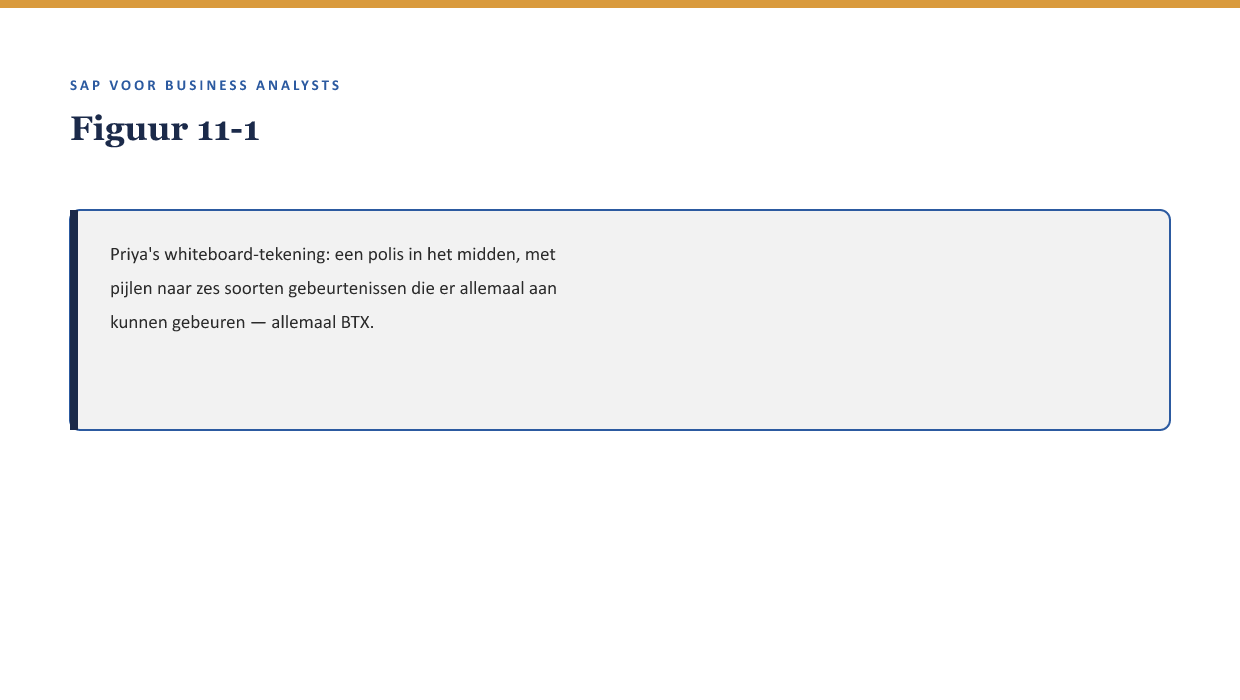 SAP VOOR BUSINESS ANALYSTS
Figuur 11-1
Priya's whiteboard-tekening: een polis in het midden, met
pijlen naar zes soorten gebeurtenissen die er allemaal aan
kunnen gebeuren — allemaal BTX.